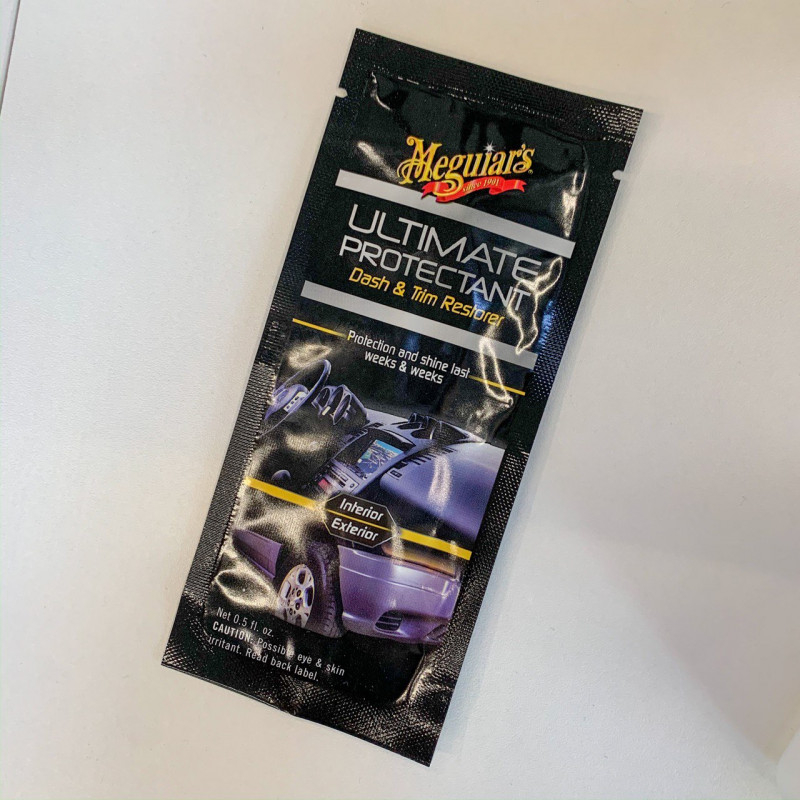 Meguiar's
since 1901
ULTIMATE
PROTECTANT
Dash & Trim Restorer
Protection and shine last
weeks & weeks
Interior
Exterior
Net 0.5 fl. oz.
CAUTION: Possible eye & skin
irritant. Read back label.